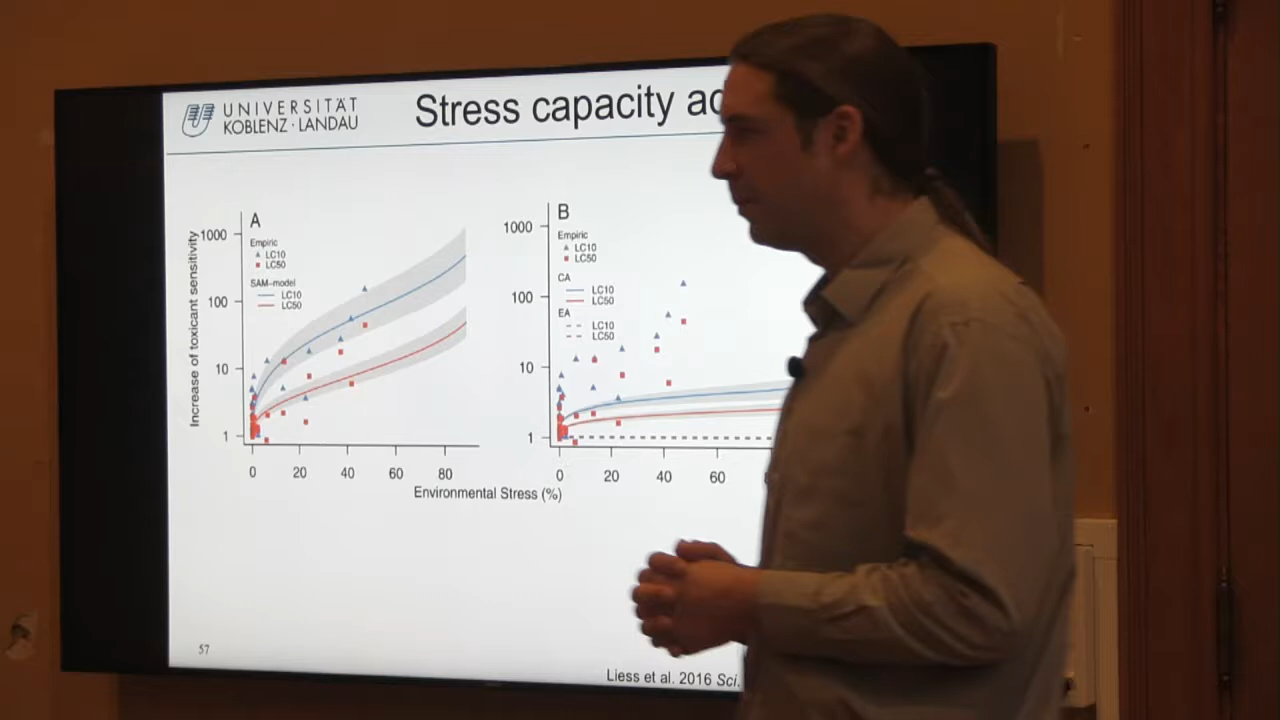 UNIVERSITÄT
KOBLENZ · LANDAU
Stress capacity
A
Increase of toxicant sensitivity
1000
100
10
1
Empiric
LC10
LC50
SAM-model
LC10
LC50
0 20 40 60 80
B
1000
100
10
1
Empiric
LC10
LC50
CA
LC10
LC50
EA
LC10
LC50
0 20 40 60
Environmental Stress (%)
57
Liess et al. 2016 Sci.